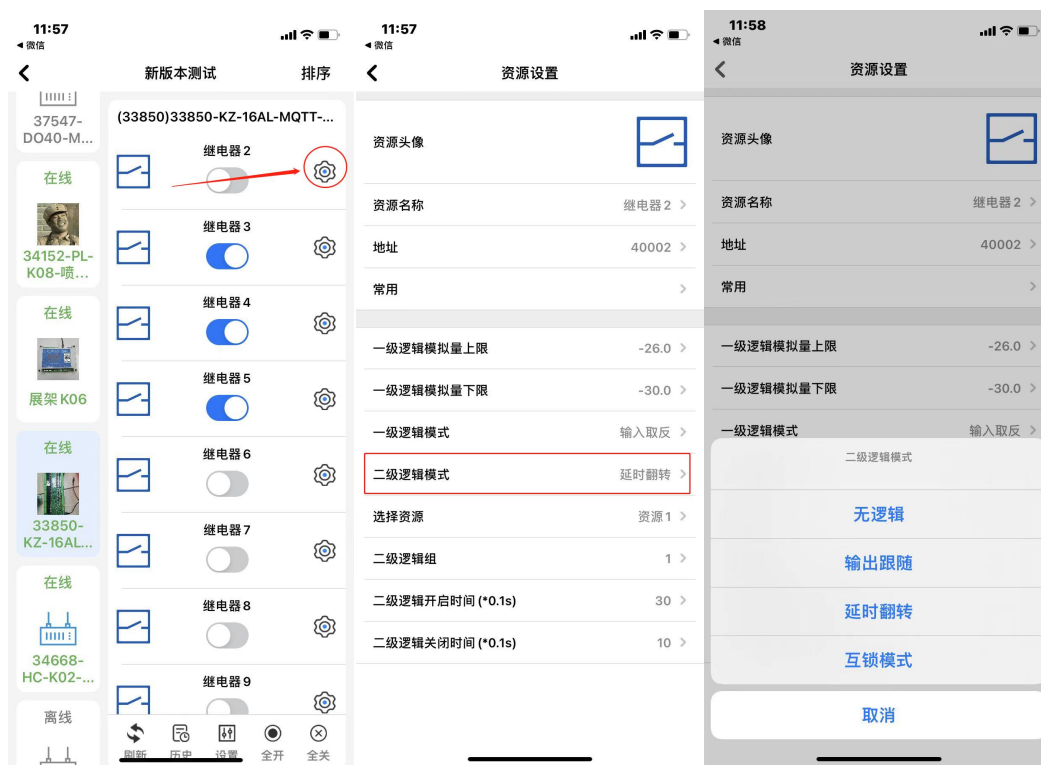 11:57
◀ 微信
新版本测试
排序
37547-
DO40-M...
在线
34152-PL-
K08-喷...
在线
展架 K06
在线
33850-
KZ-16AL...
在线
34668-
HC-K02-...
离线
(33850)33850-KZ-16AL-MQTT-...
继电器 2
继电器 3
继电器 4
继电器 5
继电器 6
继电器 7
继电器 8
继电器 9
刷新
历史
设置
全开
全关
11:57
◀ 微信
资源设置
资源头像
资源名称 继电器 2
地址 40002
常用
一级逻辑模拟量上限 -26.0
一级逻辑模拟量下限 -30.0
一级逻辑模式 输入取反
二级逻辑模式 延时翻转
选择资源 资源 1
二级逻辑组 1
二级逻辑开启时间 (*0.1s) 30
二级逻辑关闭时间 (*0.1s) 10
11:58
◀ 微信
资源设置
资源头像
资源名称 继电器 2
地址 40002
常用
一级逻辑模拟量上限 -26.0
一级逻辑模拟量下限 -30.0
一级逻辑模式 输入取反
二级逻辑模式
无逻辑
输出跟随
延时翻转
互锁模式
取消